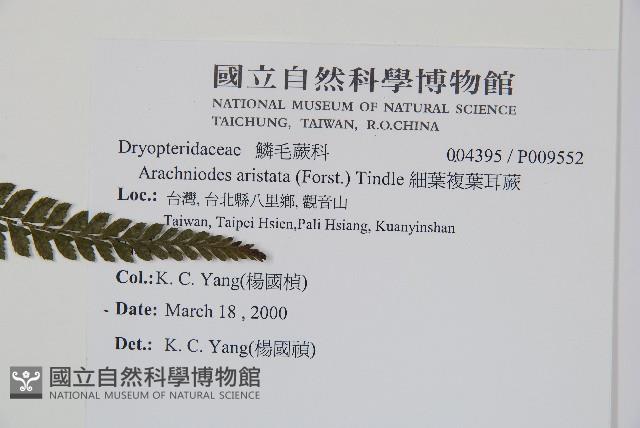 國立自然科學博物館
NATIONAL MUSEUM OF NATURAL SCIENCE
TAICHUNG, TAIWAN, R.O.CHINA
Dryopteridaceae 鱗毛蕨科 004395 / P009552
Arachniodes aristata (Forst.) Tindle 細葉複葉耳蕨
Loc.: 台灣, 台北縣八里鄉, 觀音山
Taiwan, Taipei Hsien,Pali Hsiang, Kuanyinshan
Col.: K. C. Yang(楊國楨)
Date: March 18 , 2000
Det.: K. C. Yang(楊國禎)
國立自然科學博物館
NATIONAL MUSEUM OF NATURAL SCIENCE